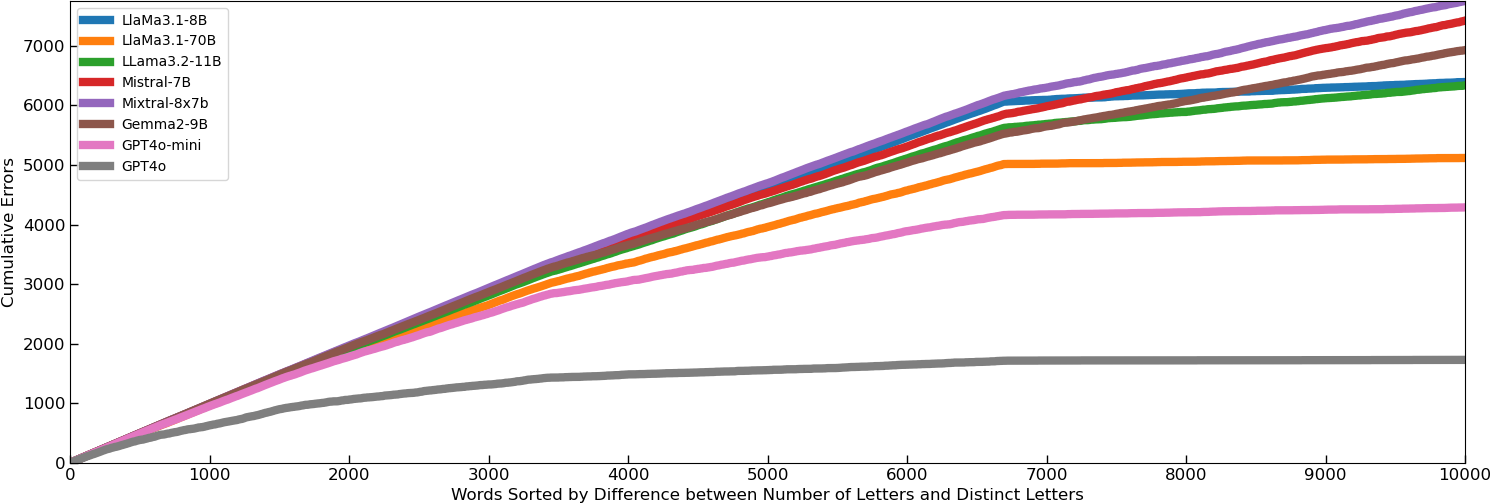 LlaMa3.1-8B
LlaMa3.1-70B
LLama3.2-11B
Mistral-7B
Mixtral-8x7b
Gemma2-9B
GPT4o-mini
GPT4o
Cumulative Errors
7000
6000
5000
4000
3000
2000
1000
0
0 1000 2000 3000 4000 5000 6000 7000 8000 9000 10000
Words Sorted by Difference between Number of Letters and Distinct Letters